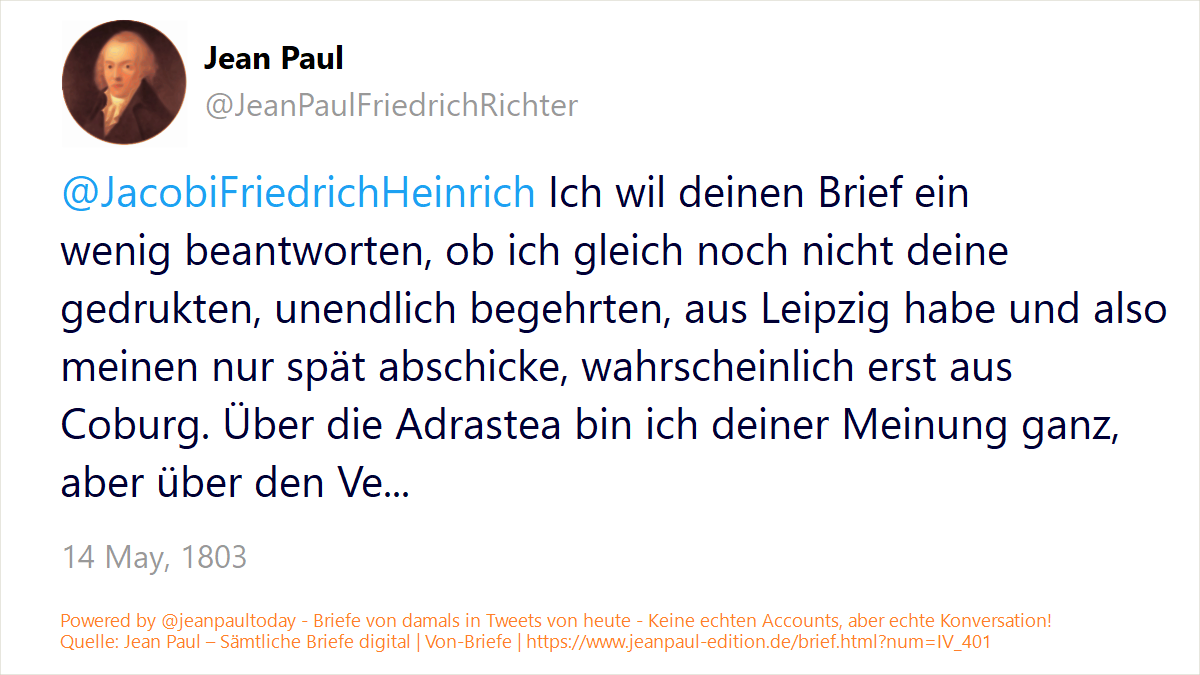 Jean Paul
@JeanPaulFriedrichRichter
@JacobiFriedrichHeinrich Ich wil deinen Brief ein
wenig beantworten, ob ich gleich noch nicht deine
gedrukten, unendlich begehrten, aus Leipzig habe und also
meinen nur spät abschicke, wahrscheinlich erst aus
Coburg. Über die Adrastea bin ich deiner Meinung ganz,
aber über den Ve...
14 May, 1803
Powered by @jeanpaultoday - Briefe von damals in Tweets von heute - Keine echten Accounts, aber echte Konversation!
Quelle: Jean Paul – Sämtliche Briefe digital | Von-Briefe | https://www.jeanpaul-edition.de/brief.html?num=IV_401